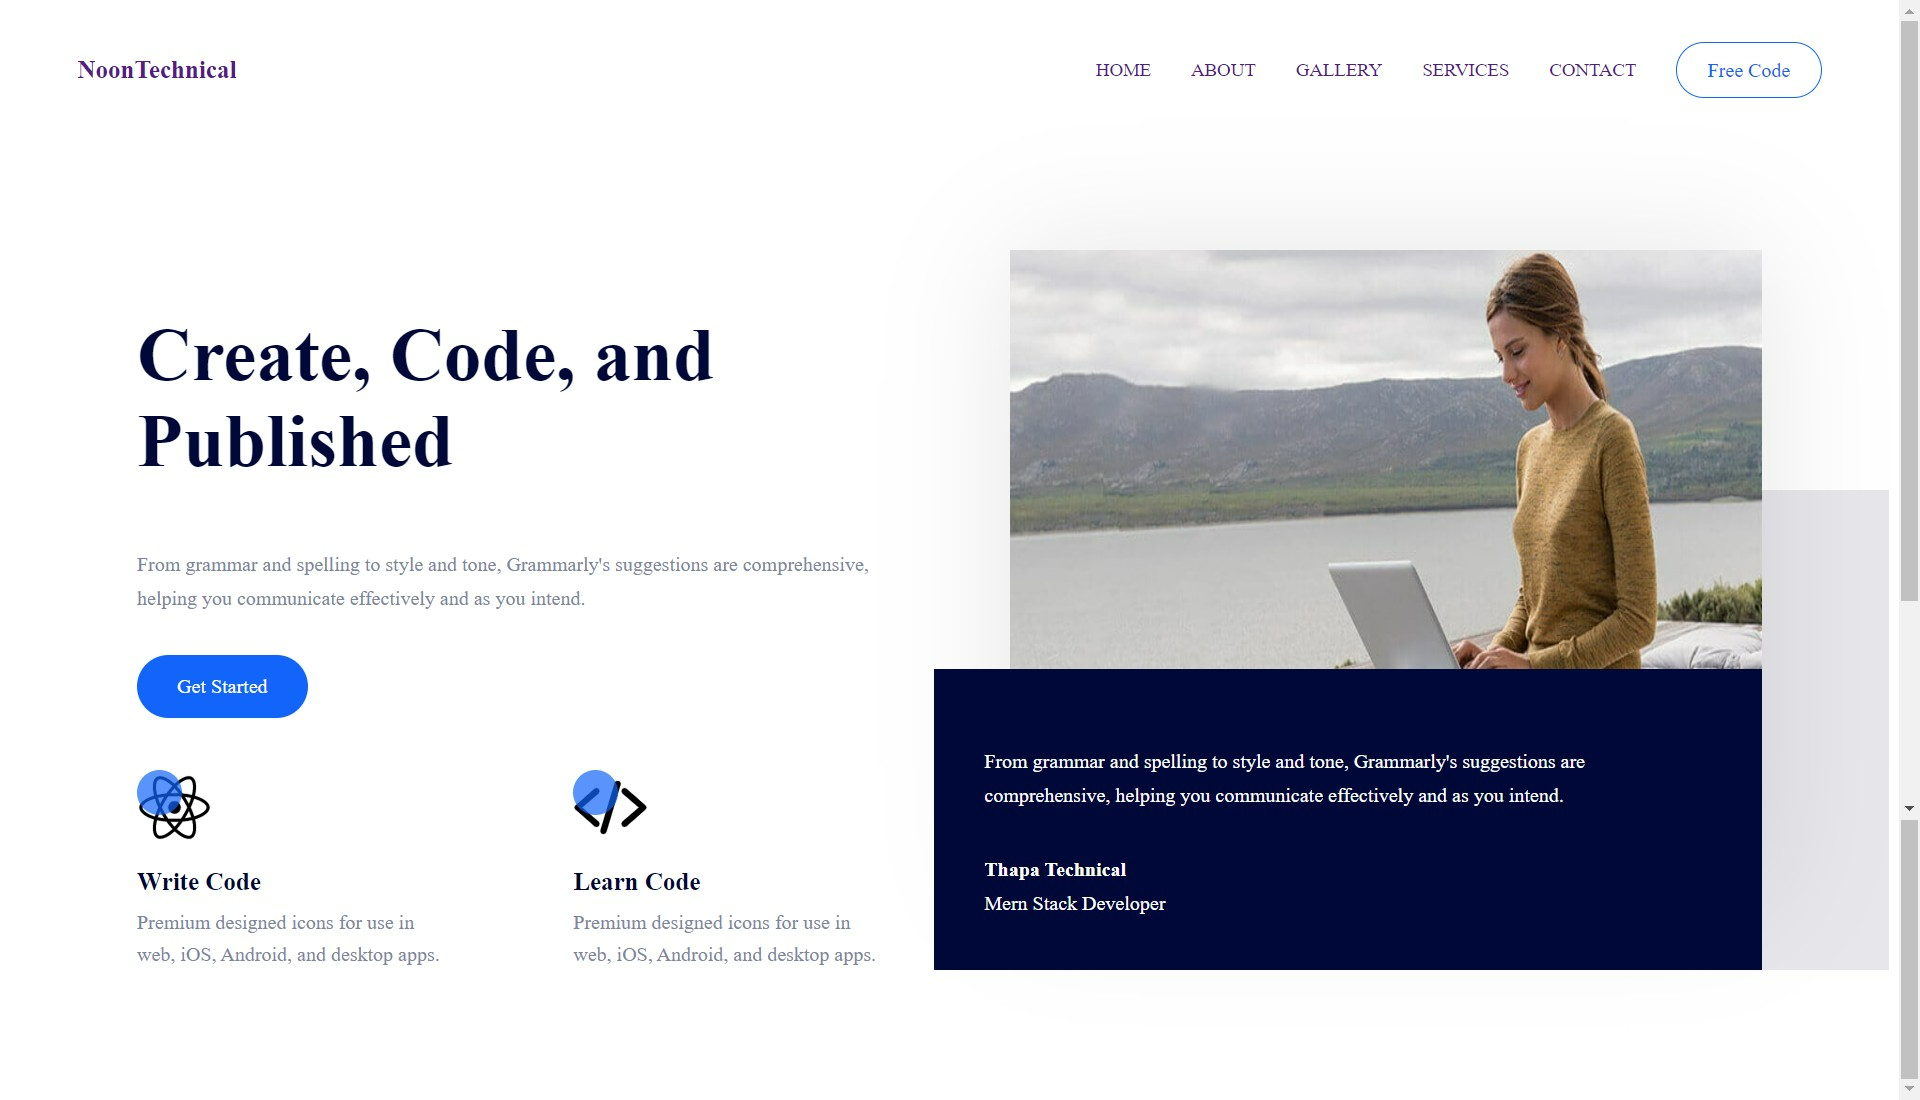 NoonTechnical
HOME
ABOUT
GALLERY
SERVICES
CONTACT
Free Code
Create, Code, and
Published
From grammar and spelling to style and tone, Grammarly's suggestions are comprehensive,
helping you communicate effectively and as you intend.
Get Started
Write Code
Premium designed icons for use in
web, iOS, Android, and desktop apps.
Learn Code
Premium designed icons for use in
web, iOS, Android, and desktop apps.
From grammar and spelling to style and tone, Grammarly's suggestions are
comprehensive, helping you communicate effectively and as you intend.
Thapa Technical
Mern Stack Developer